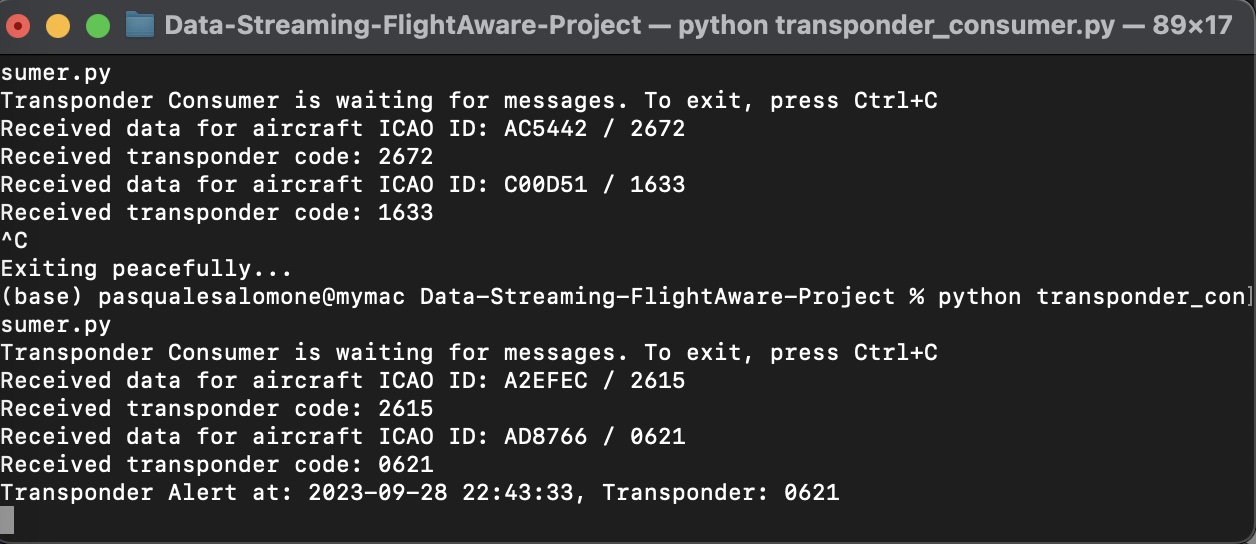 Data-Streaming-FlightAware-Project — python transponder_consumer.py — 89×17
sumer.py
Transponder Consumer is waiting for messages. To exit, press Ctrl+C
Received data for aircraft ICAO ID: AC5442 / 2672
Received transponder code: 2672
Received data for aircraft ICAO ID: C00D51 / 1633
Received transponder code: 1633
^C
Exiting peacefully...
(base) pasqualesalomone@mymac Data-Streaming-FlightAware-Project % python transponder_con]
sumer.py
Transponder Consumer is waiting for messages. To exit, press Ctrl+C
Received data for aircraft ICAO ID: A2EFEC / 2615
Received transponder code: 2615
Received data for aircraft ICAO ID: AD8766 / 0621
Received transponder code: 0621
Transponder Alert at: 2023-09-28 22:43:33, Transponder: 0621